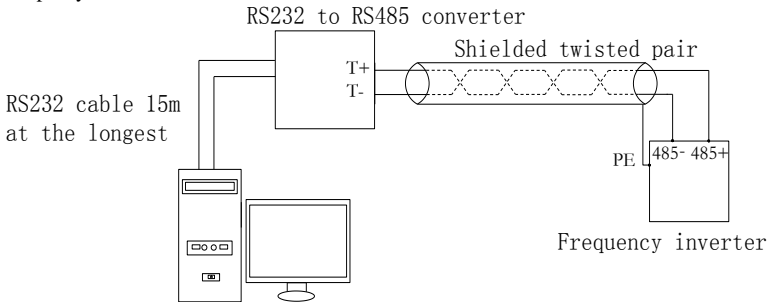 RS232 to RS485 converter
Shielded twisted pair
T+
T-
RS232 cable 15m
at the longest
PE
485- 485+
Frequency inverter